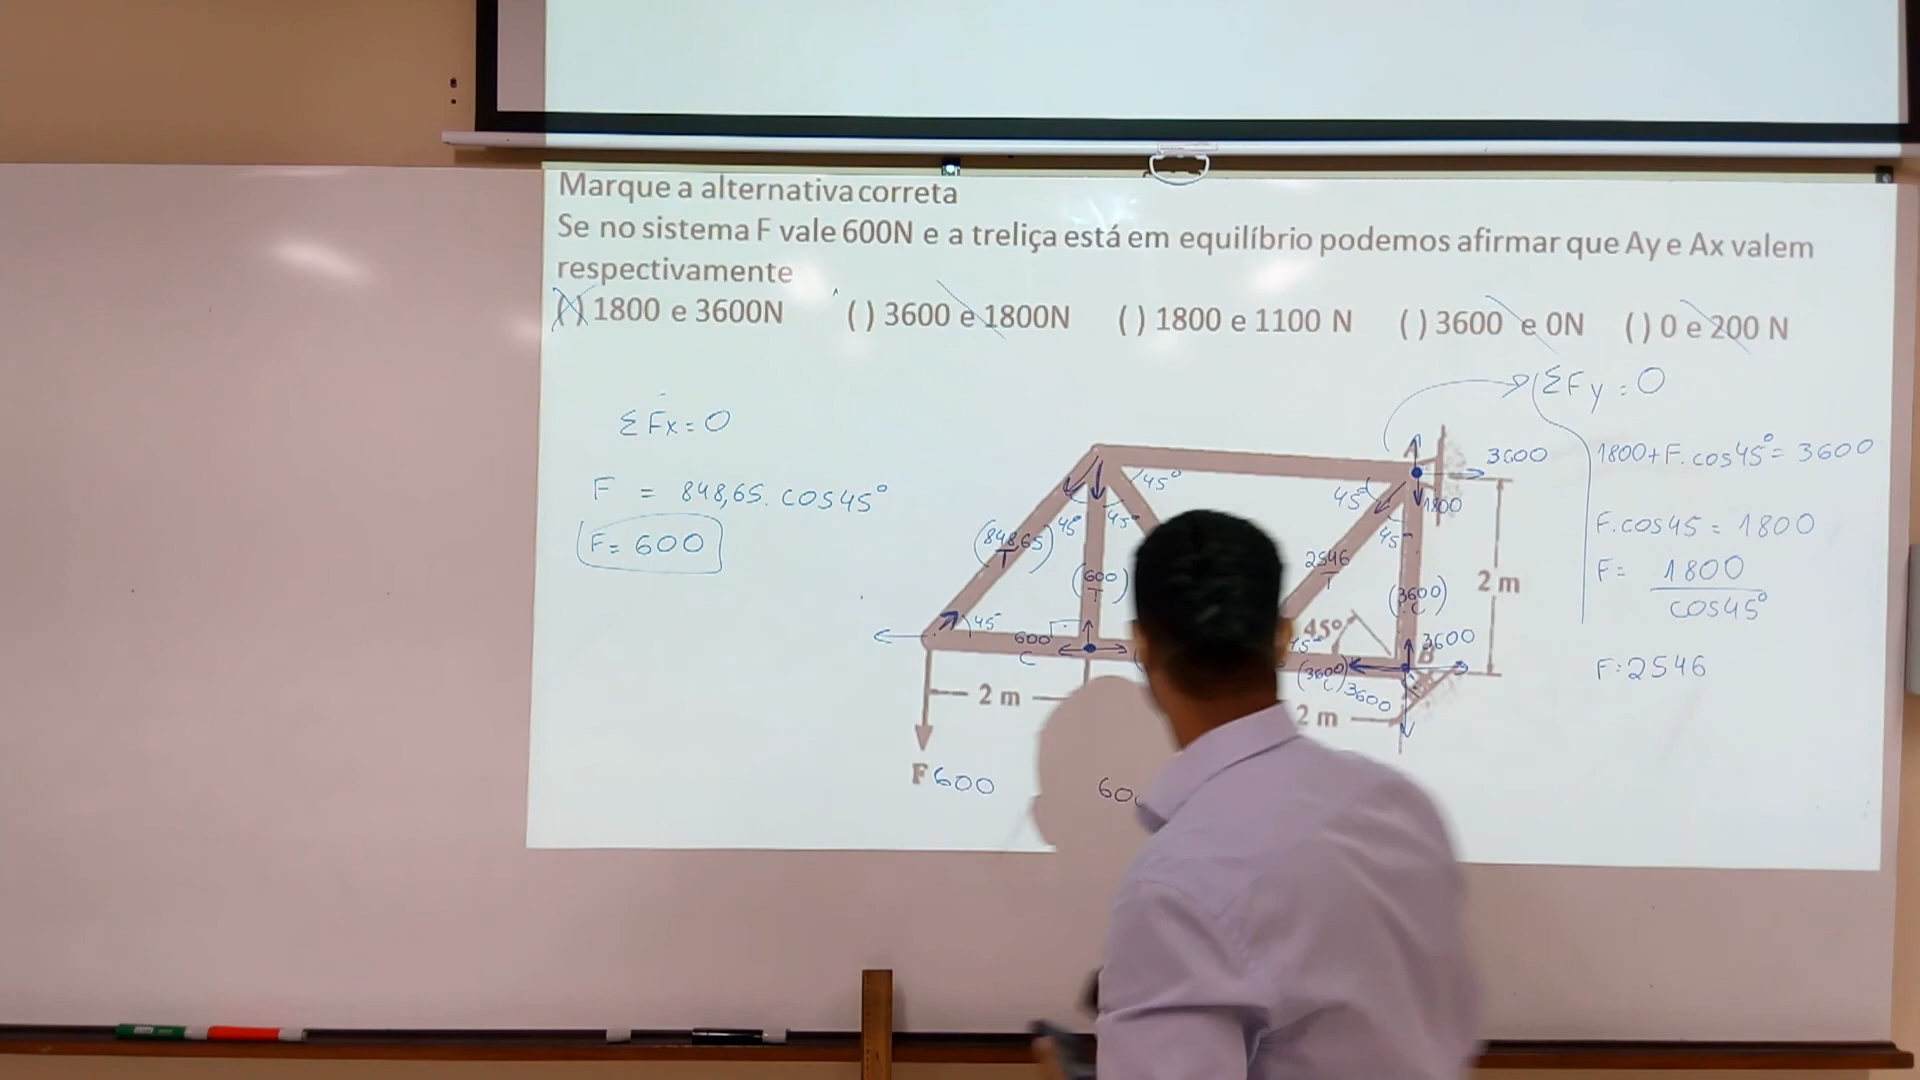 Marque a alternativa correta
Se no sistema F vale 600N e a treliça está em equilíbrio podemos afirmar que Ay e Ax valem
respectivamente
( ) 1800 e 3600N ( ) 3600 e 1800N ( ) 1800 e 1100 N ( ) 3600 e 0N ( ) 0 e 200 N
ΣFy = 0
ΣFx = 0
1800+F.cos45° = 3600
F = 848,65.cos45°
F = 600
F.cos45 = 1800
F = 1800
cos45°
F: 2546
A
3600
1800
45°
45°
45
45°
45
(848,65)
T
(600)
T
2546
T
(3600)
C
2 m
45
600
C
45°
45°
3600
B
(3600)
C
3600
2 m
2 m
F 600